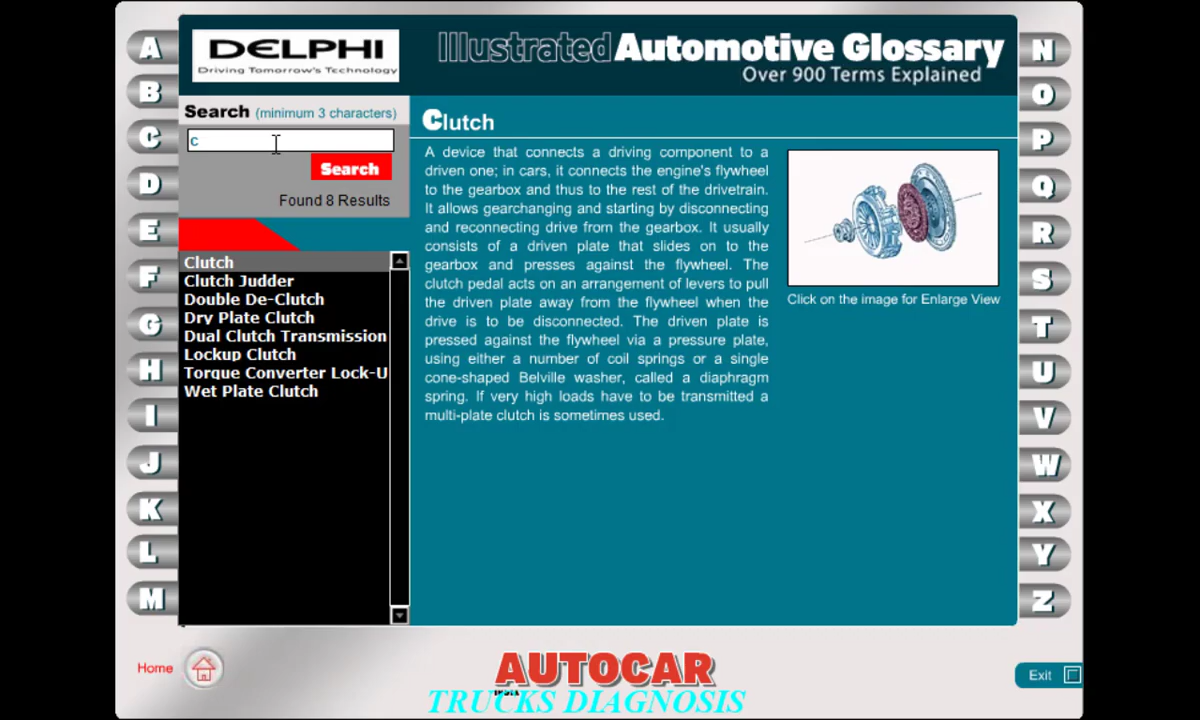 DELPHI
Driving Tomorrow's Technology
Illustrated Automotive Glossary
Over 900 Terms Explained
Search (minimum 3 characters)
c
Search
Found 8 Results
Clutch
Clutch Judder
Double De-Clutch
Dry Plate Clutch
Dual Clutch Transmission
Lockup Clutch
Torque Converter Lock-U
Wet Plate Clutch
Clutch
A device that connects a driving component to a
driven one; in cars, it connects the engine's flywheel
to the gearbox and thus to the rest of the drivetrain.
It allows gearchanging and starting by disconnecting
and reconnecting drive from the gearbox. It usually
consists of a driven plate that slides on to the
gearbox and presses against the flywheel. The
clutch pedal acts on an arrangement of levers to pull
the driven plate away from the flywheel when the
drive is to be disconnected. The driven plate is
pressed against the flywheel via a pressure plate,
using either a number of coil springs or a single
cone-shaped Belville washer, called a diaphragm
spring. If very high loads have to be transmitted a
multi-plate clutch is sometimes used.
Click on the image for Enlarge View
A
B
C
D
E
F
G
H
I
J
K
L
M
N
O
P
Q
R
S
T
U
V
W
X
Y
Z
Home
AUTOCAR
INDIA
TRUCKS DIAGNOSIS
Exit